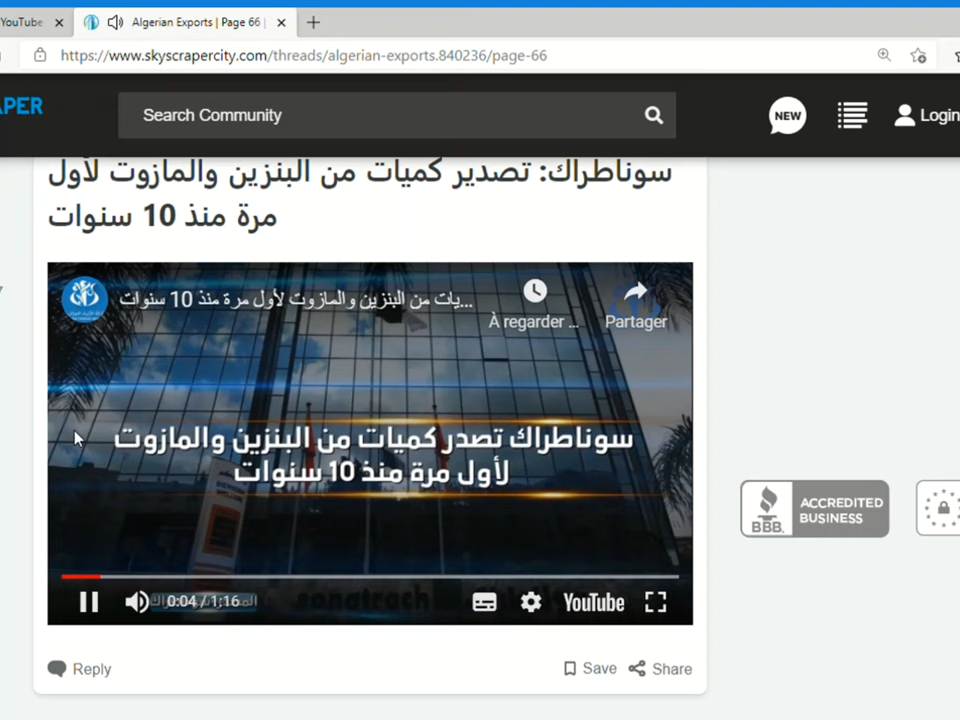 YouTube
Algerian Exports | Page 66 |
https://www.skyscrapercity.com/threads/algerian-exports.840236/page-66
APER
Search Community
NEW
Login
سوناطراك: تصدير كميات من البنزين والمازوت لأول
مرة منذ 10 سنوات
يات من البنزين والمازوت لأول مرة منذ 10 سنوات...
À regarder ...
Partager
سوناطراك تصدر كميات من البنزين والمازوت
لأول مرة منذ 10 سنوات
BIENVENUE
WELCOME
0:04 / 1:16
sonatrach
YouTube
BBB.
ACCREDITED
BUSINESS
Reply
Save
Share